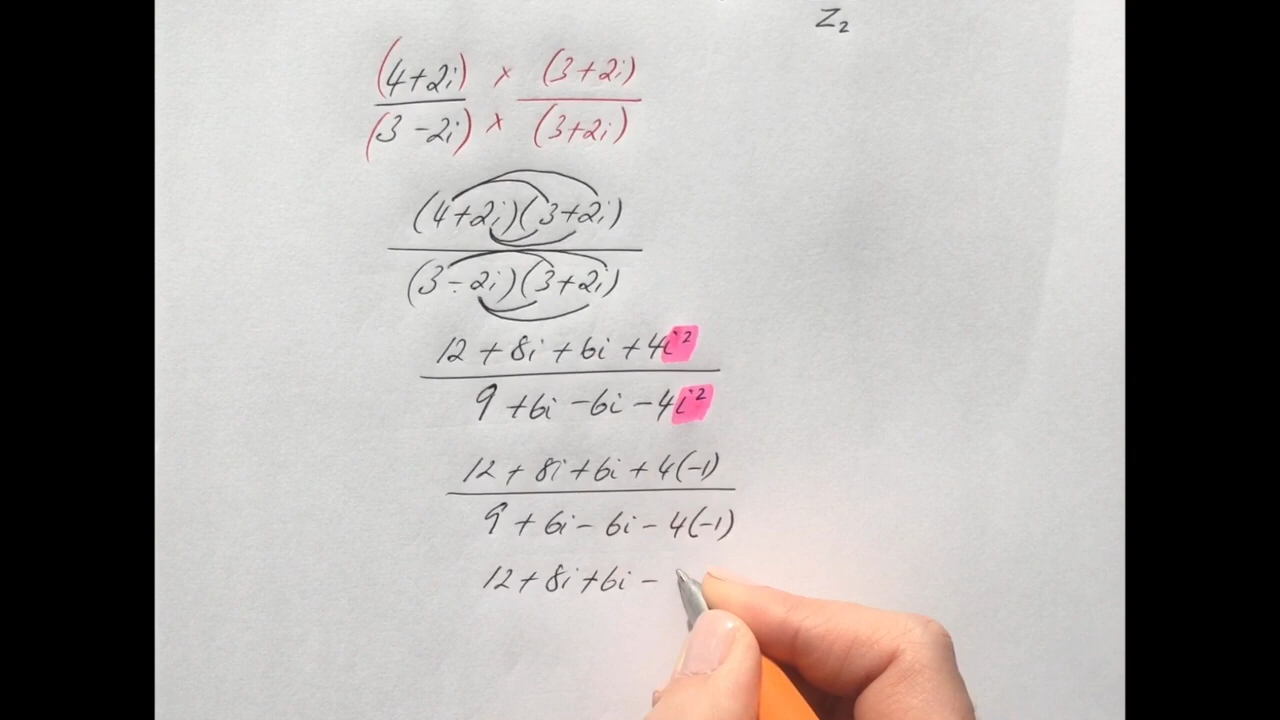 Z₂
(4+2i) × (3+2i)
(3-2i) × (3+2i)
(4+2i)(3+2i)
(3-2i)(3+2i)
12 + 8i + 6i + 4i²
9 + 6i - 6i - 4i²
12 + 8i + 6i + 4(-1)
9 + 6i - 6i - 4(-1)
12 + 8i + 6i -